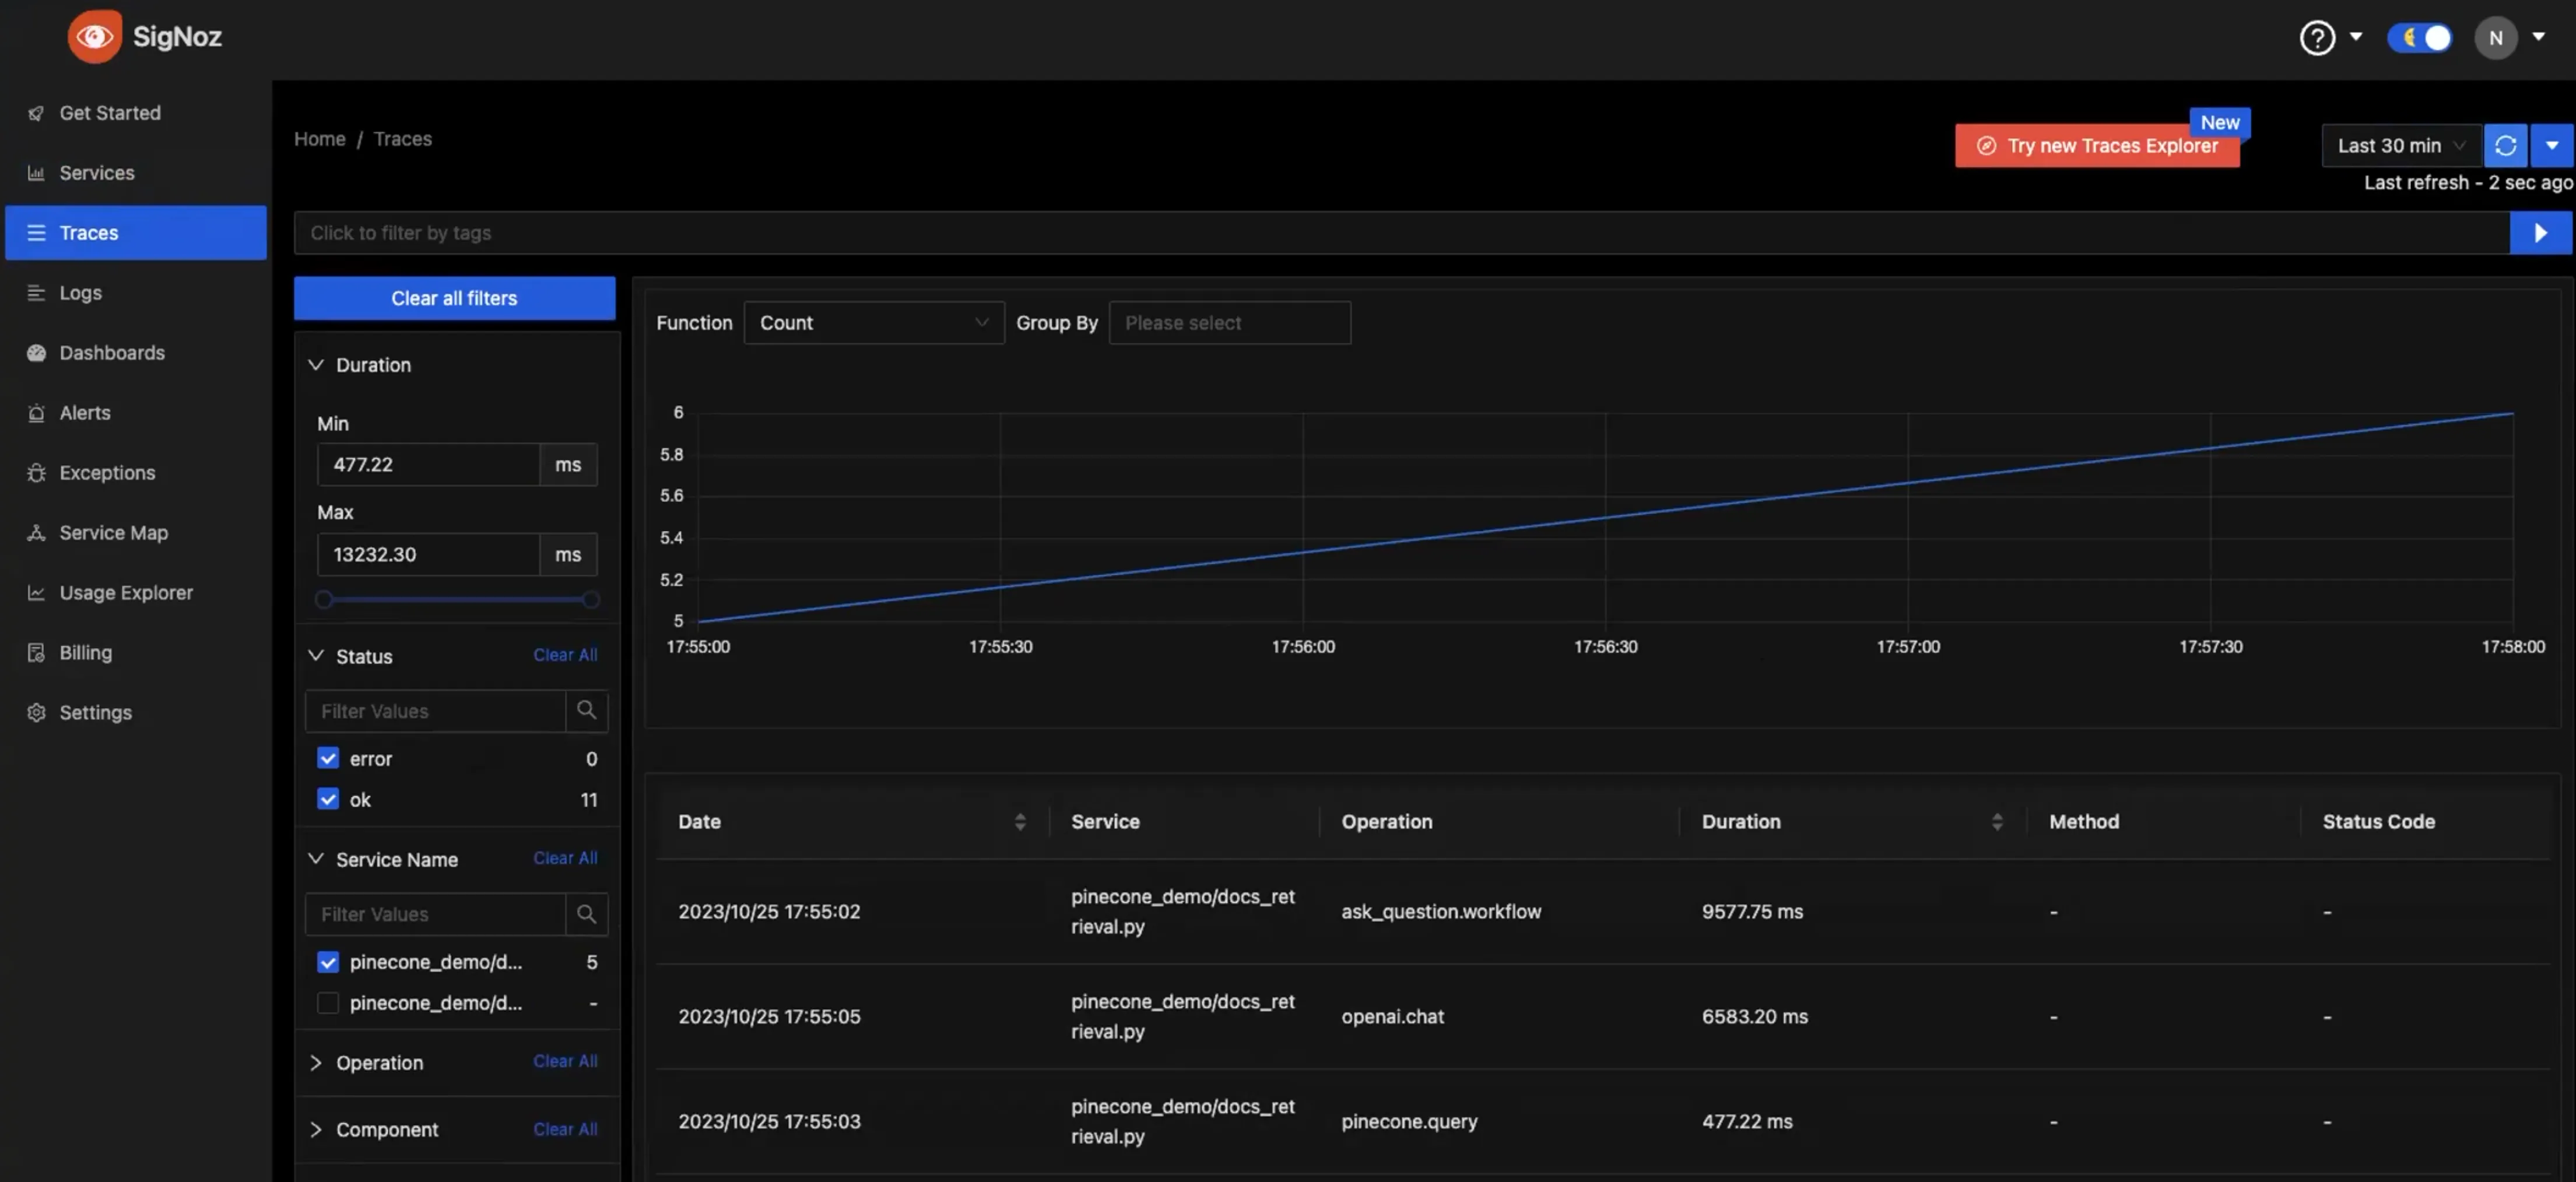 SigNoz
N
Get Started
Services
Traces
Logs
Dashboards
Alerts
Exceptions
Service Map
Usage Explorer
Billing
Settings
Home / Traces
New
Try new Traces Explorer
Last 30 min
Last refresh - 2 sec ago
Click to filter by tags
Clear all filters
Duration
Min
477.22 ms
Max
13232.30 ms
Status Clear All
Filter Values
error 0
ok 11
Service Name Clear All
Filter Values
pinecone_demo/d... 5
pinecone_demo/d... -
Operation Clear All
Component Clear All
Function Count Group By Please select
6
5.8
5.6
5.4
5.2
5
17:55:00 17:55:30 17:56:00 17:56:30 17:57:00 17:57:30 17:58:00
Date Service Operation Duration Method Status Code
2023/10/25 17:55:02 pinecone_demo/docs_ret ask_question.workflow 9577.75 ms - -
rieval.py
2023/10/25 17:55:05 pinecone_demo/docs_ret openai.chat 6583.20 ms - -
rieval.py
2023/10/25 17:55:03 pinecone_demo/docs_ret pinecone.query 477.22 ms - -
rieval.py